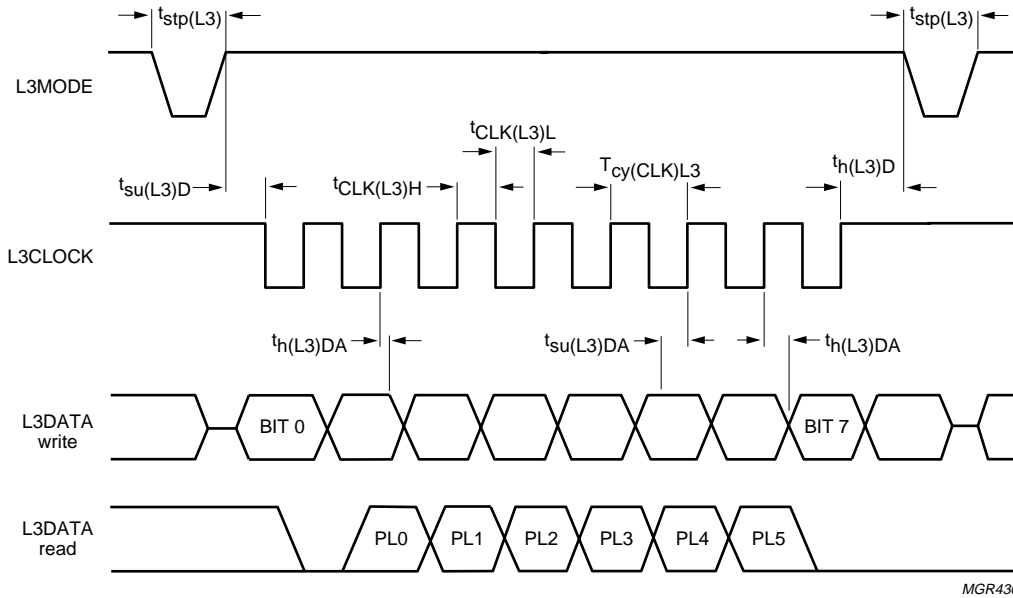 tstp(L3)
tstp(L3)
L3MODE
tCLK(L3)L
tsu(L3)D
tCLK(L3)H
Tcy(CLK)L3
th(L3)D
L3CLOCK
th(L3)DA
tsu(L3)DA
th(L3)DA
L3DATA
write
BIT 0
BIT 7
L3DATA
read
PL0
PL1
PL2
PL3
PL4
PL5